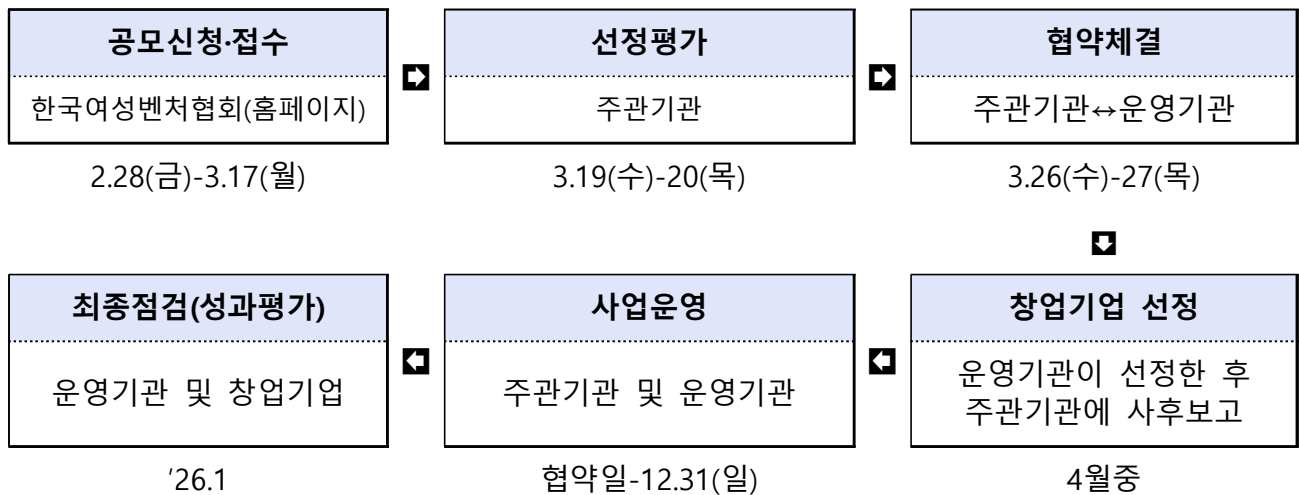 공모신청·접수
한국여성벤처협회(홈페이지)
2.28(금)-3.17(월)
선정평가
주관기관
3.19(수)-20(목)
협약체결
주관기관↔운영기관
3.26(수)-27(목)
창업기업 선정
운영기관이 선정한 후
주관기관에 사후보고
4월중
사업운영
주관기관 및 운영기관
협약일-12.31(일)
최종점검(성과평가)
운영기관 및 창업기업
'26.1